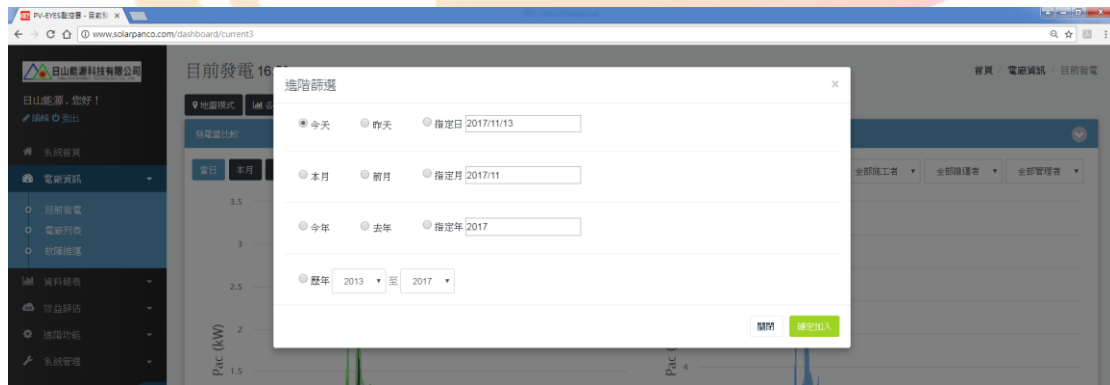 PV-EYES監控器 - 目前發
www.solarpanco.com/dashboard/current3
日山能源科技有限公司
目前發電 16:
首頁 / 電廠資訊 / 目前發電
日山能源 , 您好！
編輯 登出
地圖模式
發電量比較
系統首頁
當日 本月
全部施工者 全部維運者 全部管理者
電廠資訊
目前發電
電廠列表
故障維運
資料報表
效益評估
進階功能
系統管理
進階篩選 ×
今天 昨天 指定日 2017/11/13
本月 前月 指定月 2017/11
今年 去年 指定年 2017
歷年 2013 至 2017
關閉 確定加入
3.5
3
2.5
2
1.5
Pac (kW)
4
Pac (kW)